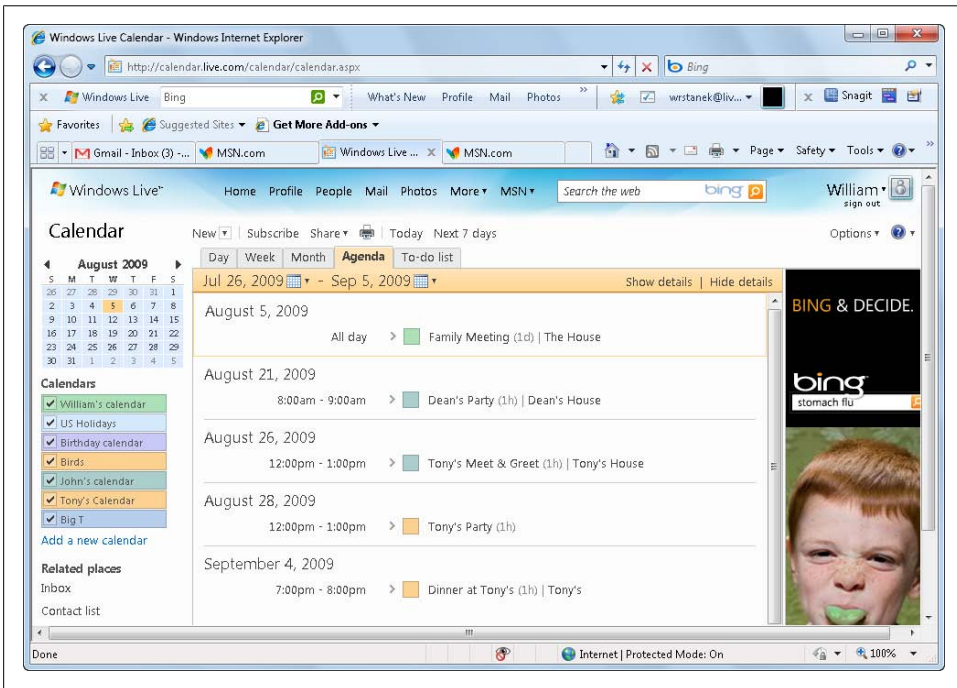 Windows Live Calendar - Windows Internet Explorer
http://calendar.live.com/calendar/calendar.aspx
Bing
Windows Live Bing What's New Profile Mail Photos » wrstanek@liv... Snagit
Favorites Suggested Sites Get More Add-ons
Gmail - Inbox (3) -... MSN.com Windows Live ... X MSN.com Page Safety Tools »
Windows Live™ Home Profile People Mail Photos More MSN Search the web bing William
sign out
Calendar New Subscribe Share Today Next 7 days Options
Day Week Month Agenda To-do list
August 2009
S M T W T F S
26 27 28 29 30 31 1
2 3 4 5 6 7 8
9 10 11 12 13 14 15
16 17 18 19 20 21 22
23 24 25 26 27 28 29
30 31 1 2 3 4 5
Calendars
William's calendar
US Holidays
Birthday calendar
Birds
John's calendar
Tony's Calendar
Big T
Add a new calendar
Related places
Inbox
Contact list
Jul 26, 2009 - Sep 5, 2009 Show details | Hide details
August 5, 2009
All day Family Meeting (1d) | The House
August 21, 2009
8:00am - 9:00am Dean's Party (1h) | Dean's House
August 26, 2009
12:00pm - 1:00pm Tony's Meet & Greet (1h) | Tony's House
August 28, 2009
12:00pm - 1:00pm Tony's Party (1h)
September 4, 2009
7:00pm - 8:00pm Dinner at Tony's (1h) | Tony's
BING & DECIDE.
bing
stomach flu
Done Internet | Protected Mode: On 100%